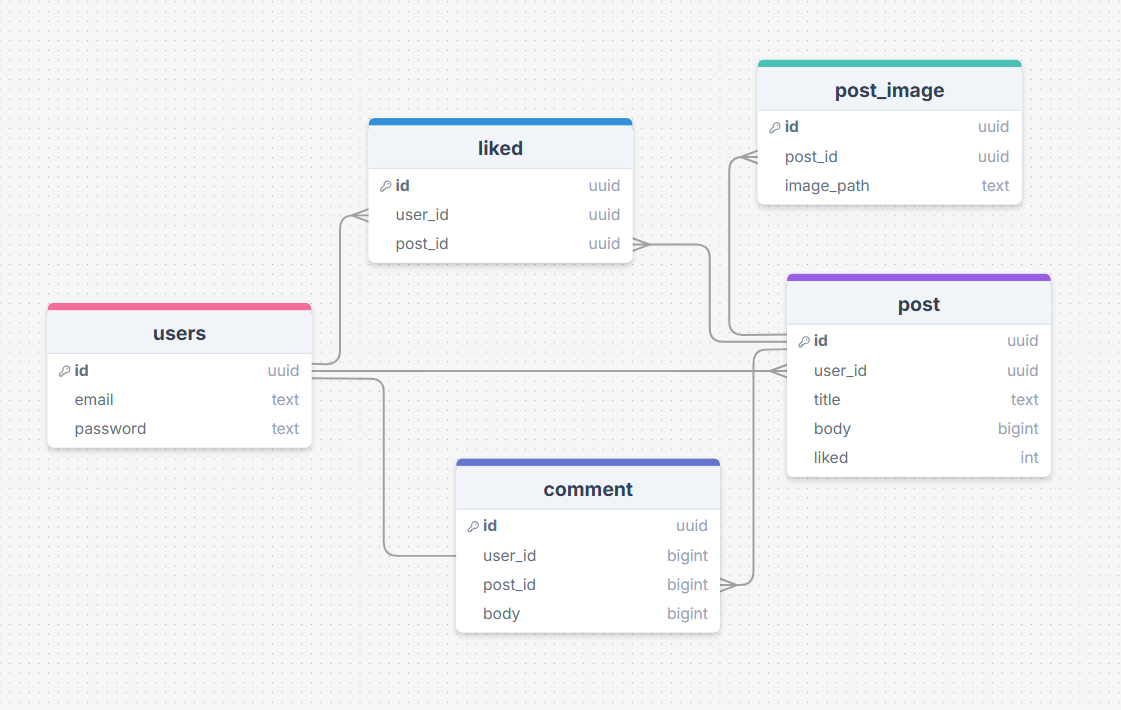 post_image
id uuid
post_id uuid
image_path text
liked
id uuid
user_id uuid
post_id uuid
post
id uuid
user_id uuid
title text
body bigint
liked int
users
id uuid
email text
password text
comment
id uuid
user_id bigint
post_id bigint
body bigint